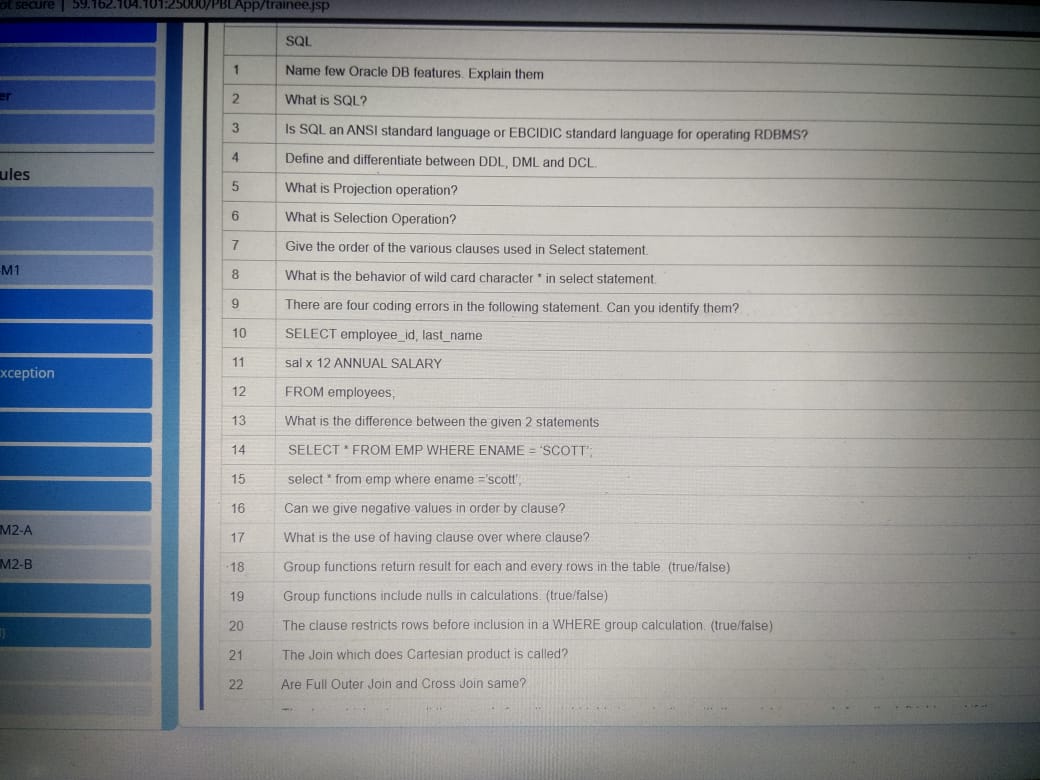 ot secure | 59.162.104.101:25000/PBLApp/trainee.jsp
er
ules
-M1
xception
M2-A
M2-B
SQL
1 Name few Oracle DB features. Explain them
2 What is SQL?
3 Is SQL an ANSI standard language or EBCIDIC standard language for operating RDBMS?
4 Define and differentiate between DDL, DML and DCL.
5 What is Projection operation?
6 What is Selection Operation?
7 Give the order of the various clauses used in Select statement.
8 What is the behavior of wild card character * in select statement.
9 There are four coding errors in the following statement. Can you identify them?
10 SELECT employee_id, last_name
11 sal x 12 ANNUAL SALARY
12 FROM employees;
13 What is the difference between the given 2 statements
14 SELECT * FROM EMP WHERE ENAME = 'SCOTT';
15 select * from emp where ename ='scott';
16 Can we give negative values in order by clause?
17 What is the use of having clause over where clause?
18 Group functions return result for each and every rows in the table. (true/false)
19 Group functions include nulls in calculations. (true/false)
20 The clause restricts rows before inclusion in a WHERE group calculation. (true/false)
21 The Join which does Cartesian product is called?
22 Are Full Outer Join and Cross Join same?